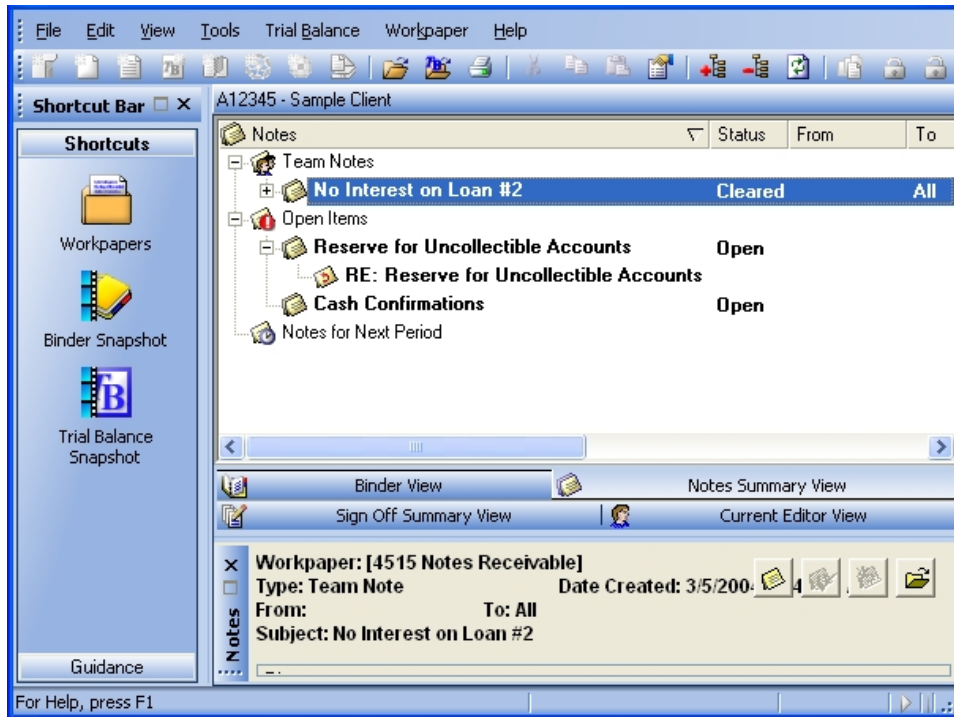 File Edit View Tools Trial Balance Workpaper Help
Shortcut Bar
A12345 - Sample Client
Shortcuts
Workpapers
Binder Snapshot
Trial Balance
Snapshot
Guidance
Notes Status From To
Team Notes
No Interest on Loan #2 Cleared All
Open Items
Reserve for Uncollectible Accounts Open
RE: Reserve for Uncollectible Accounts
Cash Confirmations Open
Notes for Next Period
Binder View Notes Summary View
Sign Off Summary View Current Editor View
Notes
Workpaper: [4515 Notes Receivable]
Type: Team Note Date Created: 3/5/2004 4
From: To: All
Subject: No Interest on Loan #2
For Help, press F1